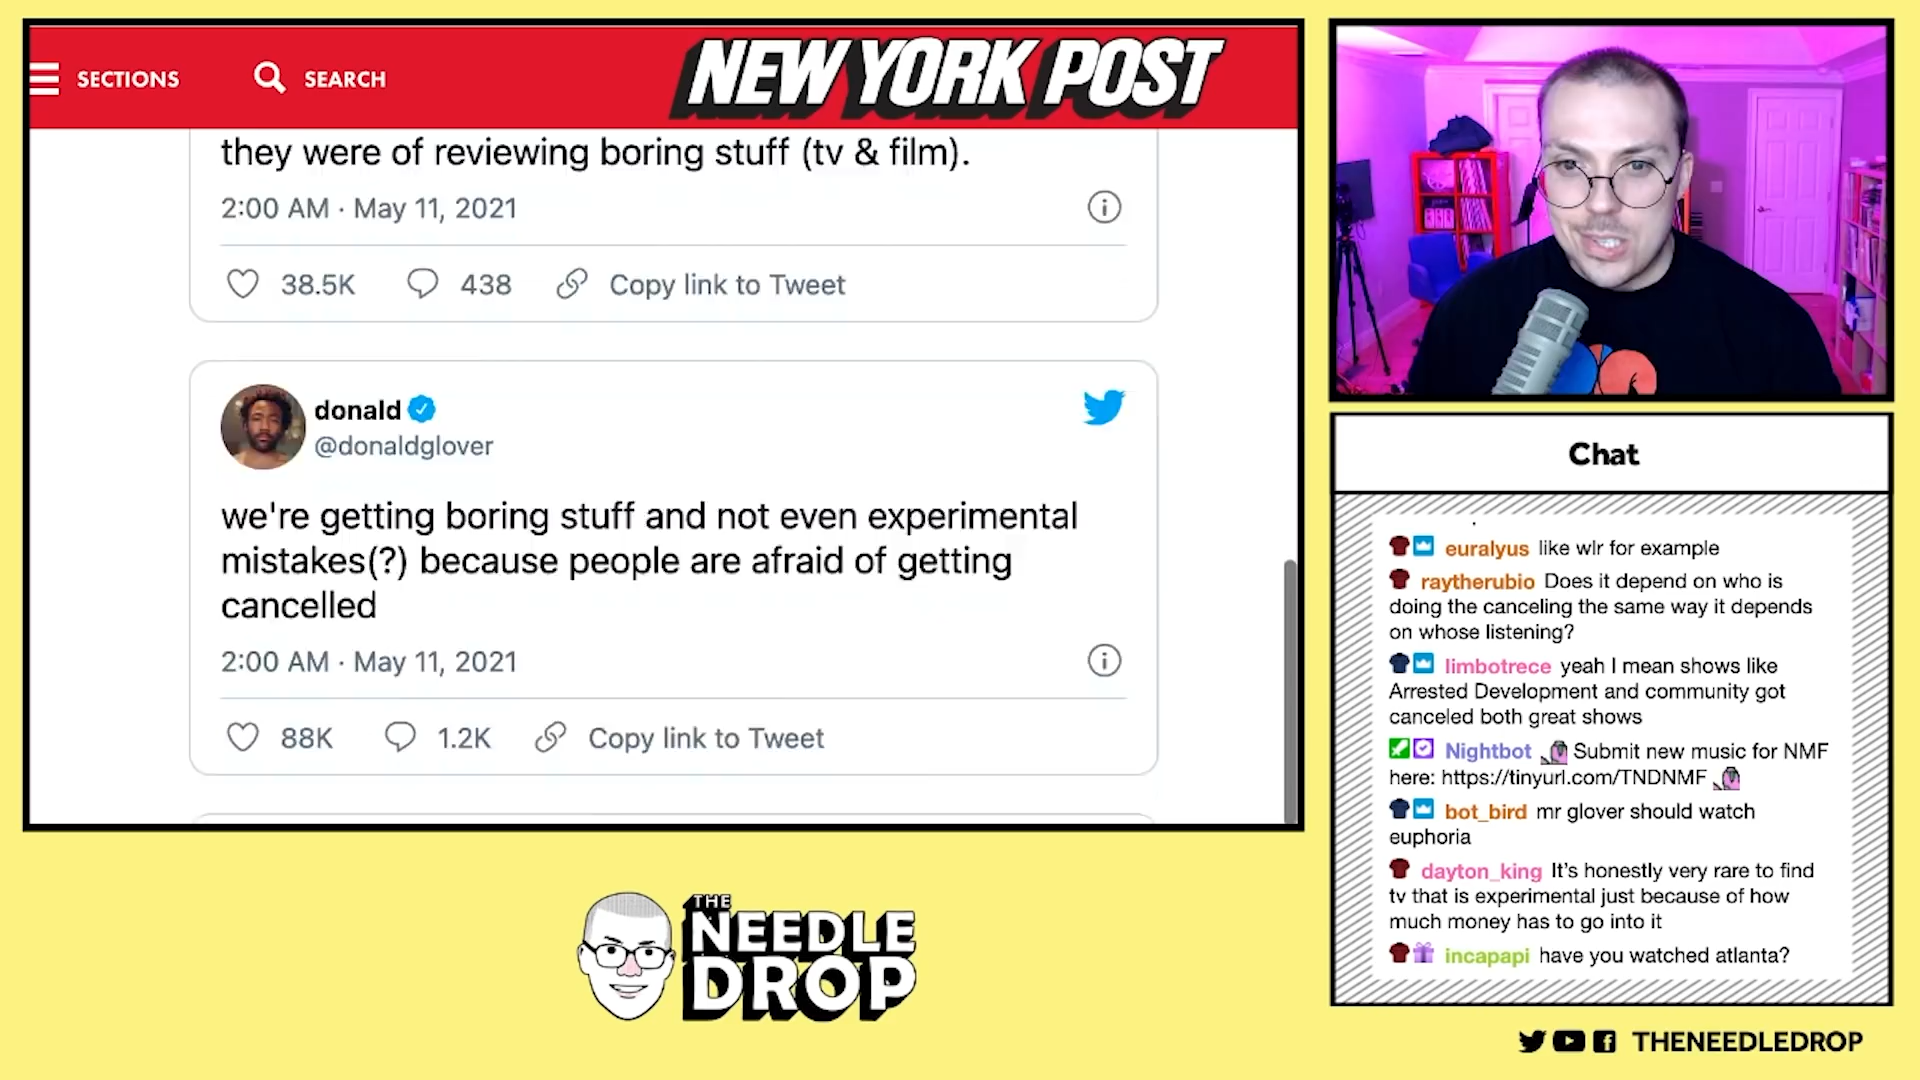 SECTIONS
SEARCH
NEW YORK POST
they were of reviewing boring stuff (tv & film).
2:00 AM · May 11, 2021
38.5K
438
Copy link to Tweet
donald
@donaldglover
we're getting boring stuff and not even experimental
mistakes(?) because people are afraid of getting
cancelled
2:00 AM · May 11, 2021
88K
1.2K
Copy link to Tweet
THE
NEEDLE
DROP
Chat
euralyus like wlr for example
raytherubio Does it depend on who is
doing the canceling the same way it depends
on whose listening?
limbotrece yeah I mean shows like
Arrested Development and community got
canceled both great shows
Nightbot Submit new music for NMF
here: https://tinyurl.com/TNDNMF
bot_bird mr glover should watch
euphoria
dayton_king It's honestly very rare to find
tv that is experimental just because of how
much money has to go into it
incapapi have you watched atlanta?
THENEEDLEDROP